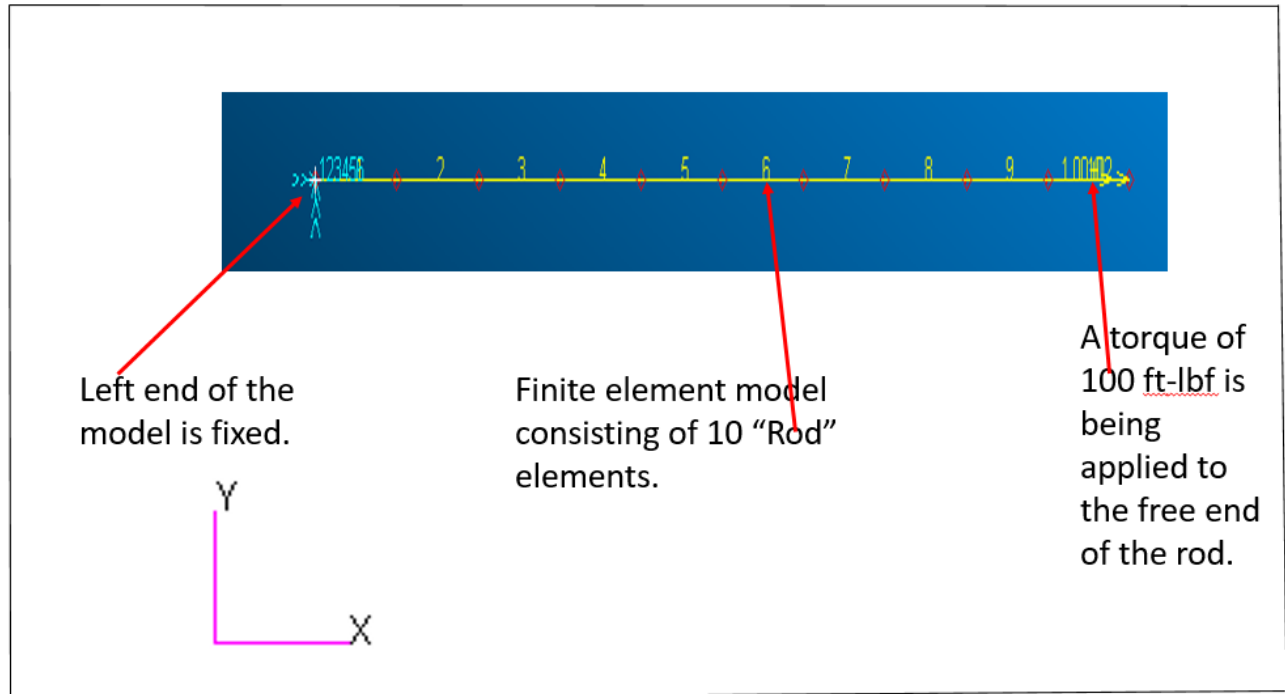 123456 2 3 4 5 6 7 8 9
Left end of the
model is fixed.
Finite element model
consisting of 10 “Rod”
elements.
A torque of
100 ft-lbf is
being
applied to
the free end
of the rod.
Y
X